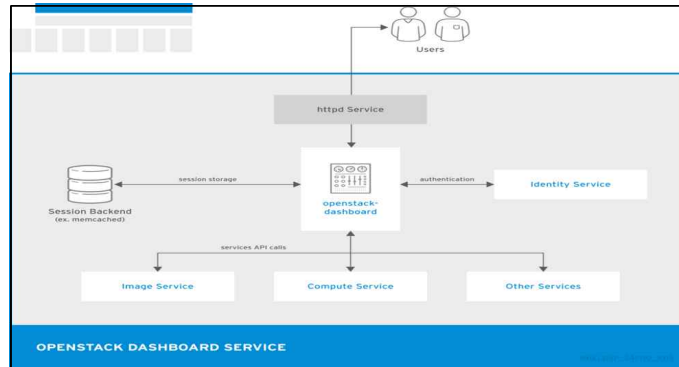 Users
httpd Service
session storage
authentication
Identity Service
openstack-
dashboard
Session Backend
(ex. memcached)
services API calls
Image Service
Compute Service
Other Services
OPENSTACK DASHBOARD SERVICE